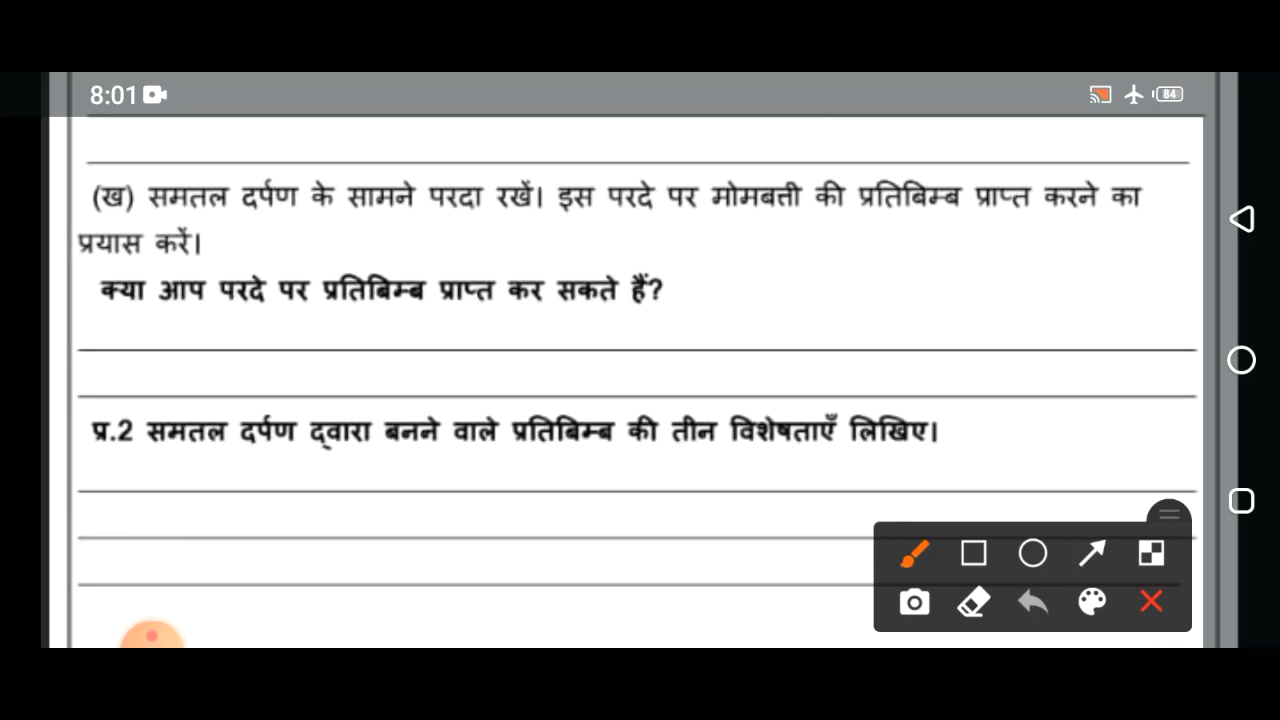 8:01
84
(ख) समतल दर्पण के सामने परदा रखें। इस परदे पर मोमबत्ती की प्रतिबिम्ब प्राप्त करने का
प्रयास करें।
क्या आप परदे पर प्रतिबिम्ब प्राप्त कर सकते हैं?
प्र.2 समतल दर्पण द्वारा बनने वाले प्रतिबिम्ब की तीन विशेषताएँ लिखिए।